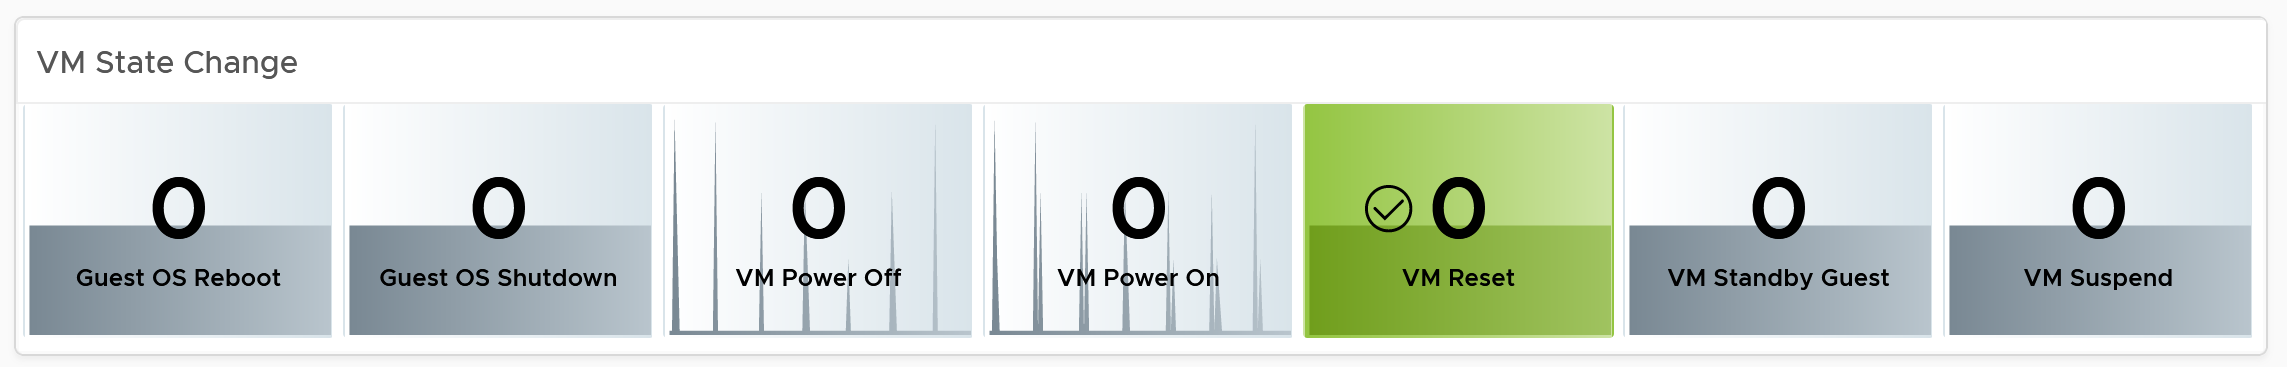 VM State Change
0 0 0 0 0 0 0
Guest OS Reboot Guest OS Shutdown VM Power Off VM Power On VM Reset VM Standby Guest VM Suspend